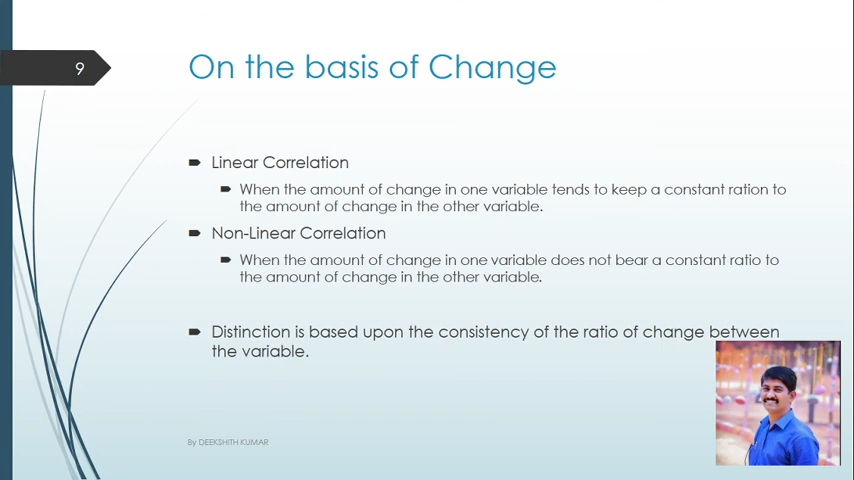 9
On the basis of Change
Linear Correlation
When the amount of change in one variable tends to keep a constant ration to
the amount of change in the other variable.
Non-Linear Correlation
When the amount of change in one variable does not bear a constant ratio to
the amount of change in the other variable.
Distinction is based upon the consistency of the ratio of change between
the variable.
By DEEKSHITH KUMAR